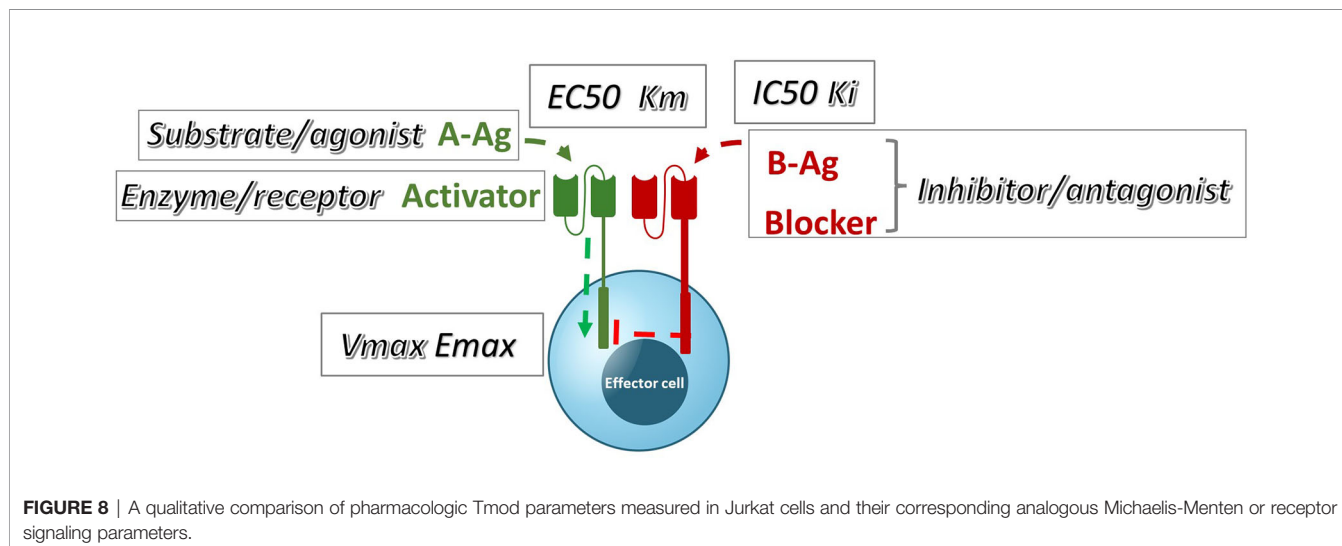 EC50 Km
IC50 Ki
Substrate/agonist A-Ag
Enzyme/receptor Activator
B-Ag
Blocker
Inhibitor/antagonist
Vmax Emax
Effector cell
FIGURE 8 | A qualitative comparison of pharmacologic Tmod parameters measured in Jurkat cells and their corresponding analogous Michaelis-Menten or receptor
signaling parameters.